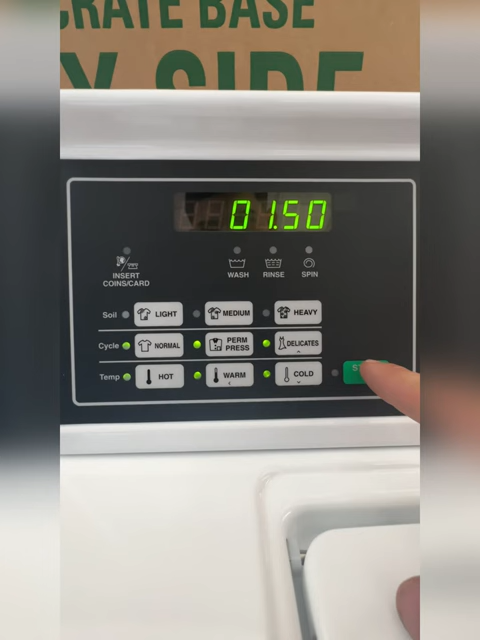 CRATE BASE
Y SIDE
01.50
INSERT
COINS/CARD
WASH
RINSE
SPIN
Soil LIGHT MEDIUM HEAVY
Cycle NORMAL PERM PRESS DELICATES
Temp HOT WARM COLD